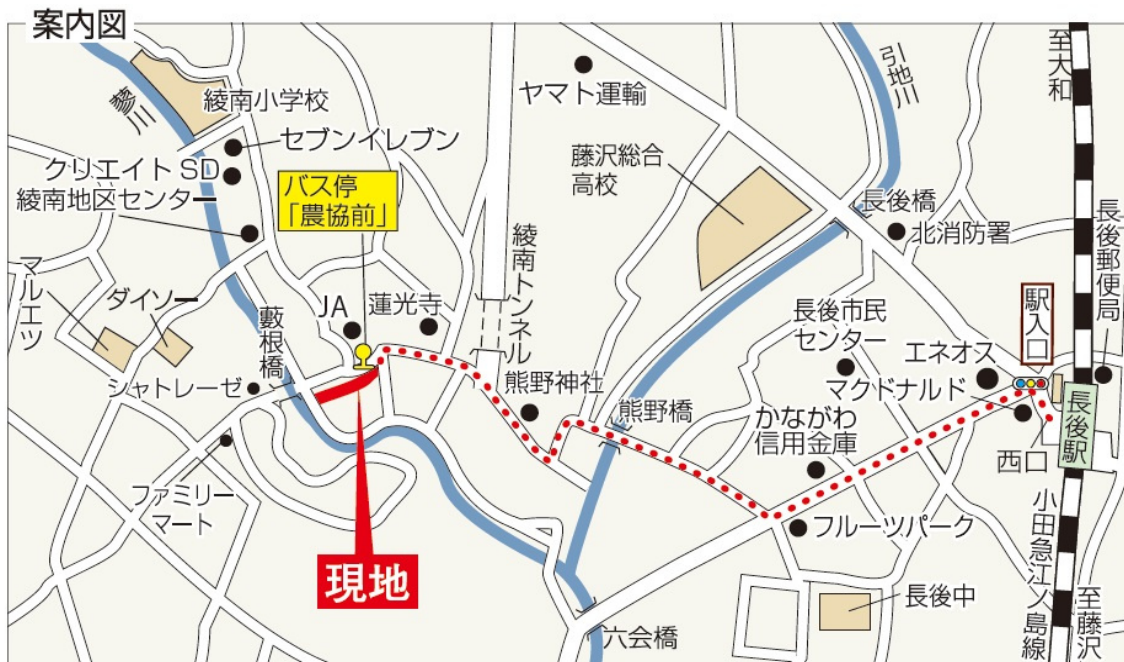 案内図
蓼川
綾南小学校
セブンイレブン
クリエイト SD
綾南地区センター
バス停
「農協前」
ヤマト運輸
引地川
至大和
藤沢総合
高校
長後橋
北消防署
長後郵便局
綾南トンネル
マルエツ
ダイソー
藪根橋
JA
蓮光寺
シャトレーゼ
熊野神社
熊野橋
長後市民
センター
エネオス
駅入口
マクドナルド
かながわ
信用金庫
長後駅
西口
ファミリー
マート
フルーツパーク
小田急江ノ島線
現地
長後中
六会橋
至藤沢